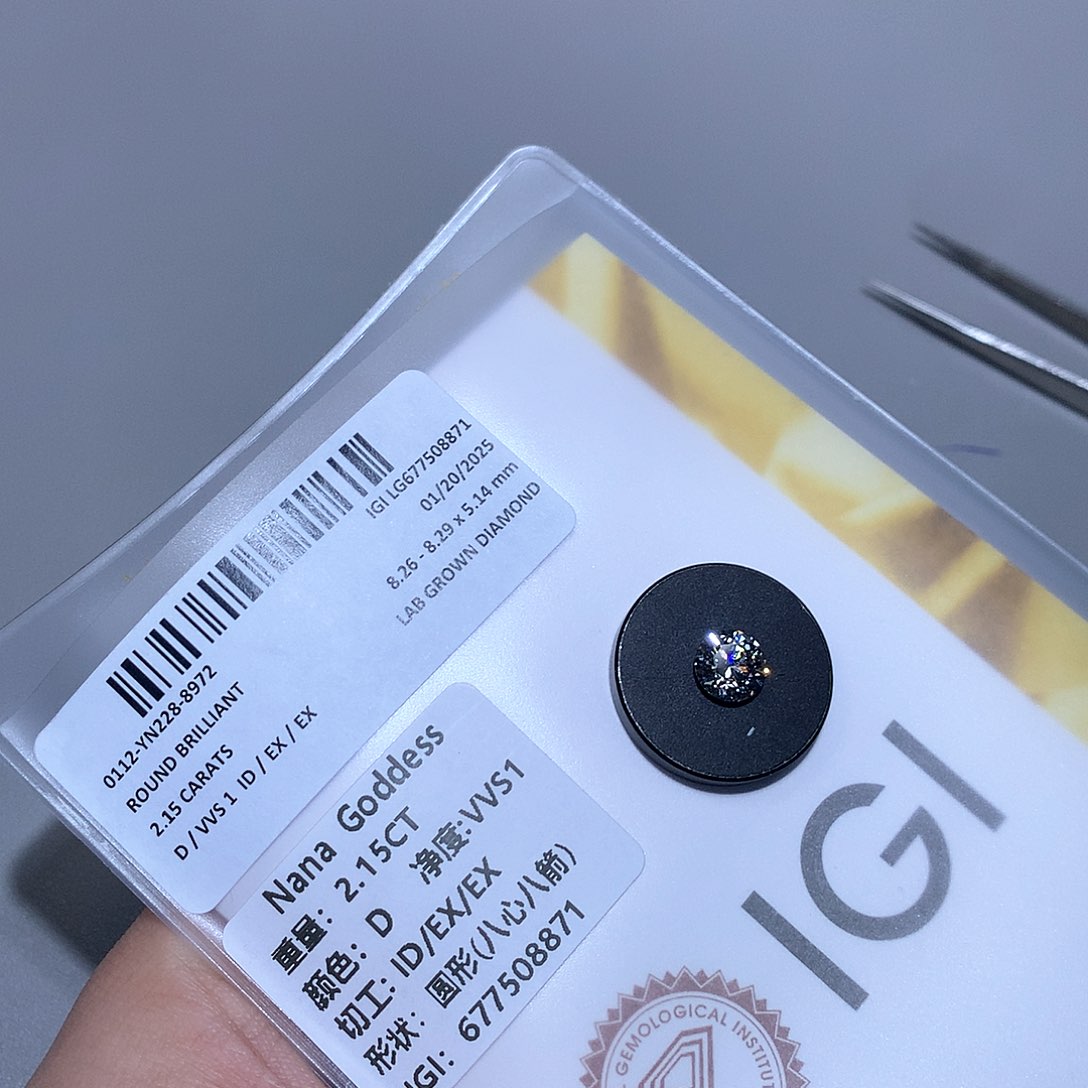 IGI LG677508871
01/20/2025
8.26 - 8.29 x 5.14 mm
LAB GROWN DIAMOND
0112-YN228-8972
ROUND BRILLIANT
2.15 CARATS
D / VVS 1 ID / EX / EX
Nana Goddess
重量: 2.15CT
颜色: D 净度:VVS1
切工: ID/EX/EX
形状: 圆形(八心八箭)
IGI: 677508871
IGI
GEMOLOGICAL